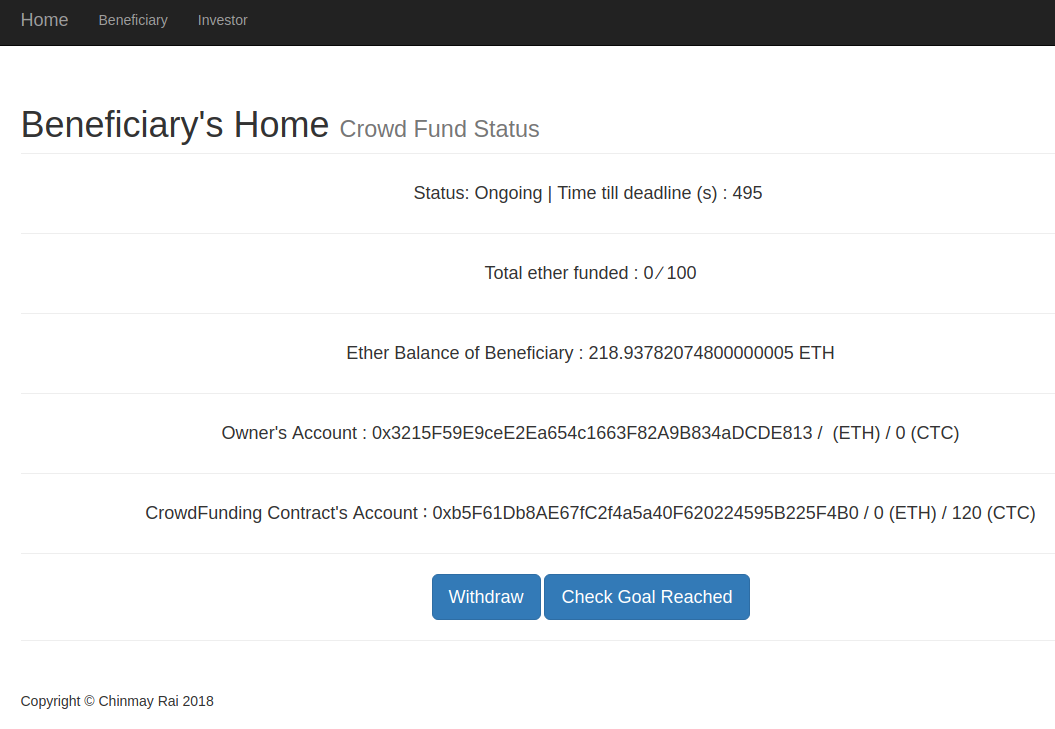 Home Beneficiary Investor
Beneficiary's Home Crowd Fund Status
Status: Ongoing | Time till deadline (s) : 495
Total ether funded : 0 ⁄ 100
Ether Balance of Beneficiary : 218.93782074800000005 ETH
Owner's Account : 0x3215F59E9ceE2Ea654c1663F82A9B834aDCDE813 / (ETH) / 0 (CTC)
CrowdFunding Contract's Account : 0xb5F61Db8AE67fC2f4a5a40F620224595B225F4B0 / 0 (ETH) / 120 (CTC)
Withdraw Check Goal Reached
Copyright © Chinmay Rai 2018